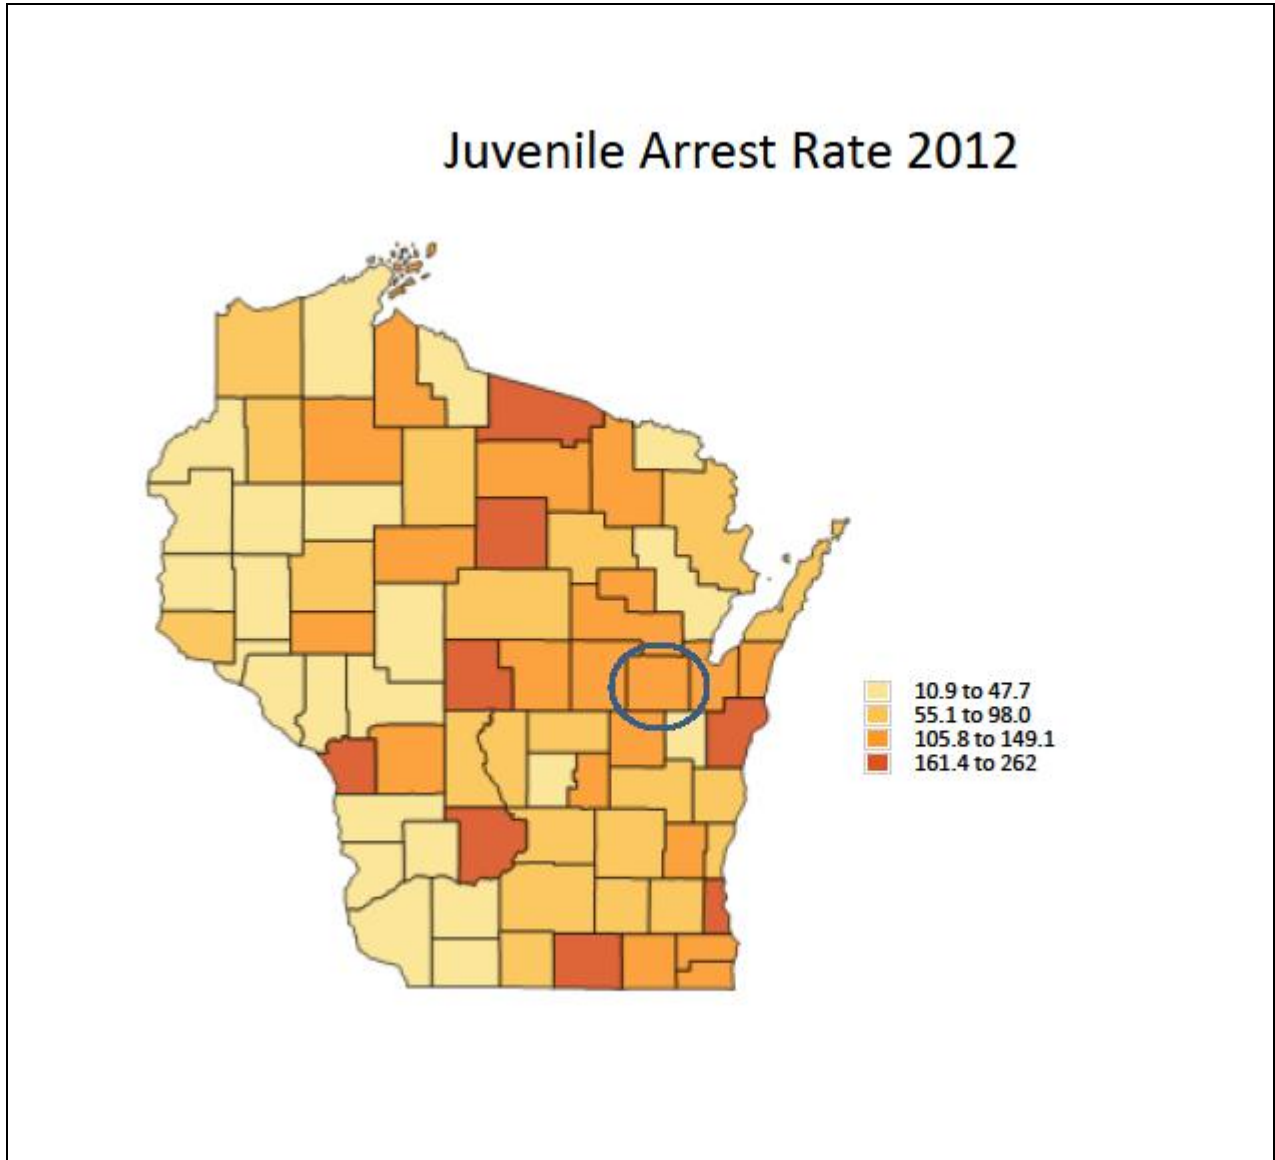 Juvenile Arrest Rate 2012
10.9 to 47.7
55.1 to 98.0
105.8 to 149.1
161.4 to 262